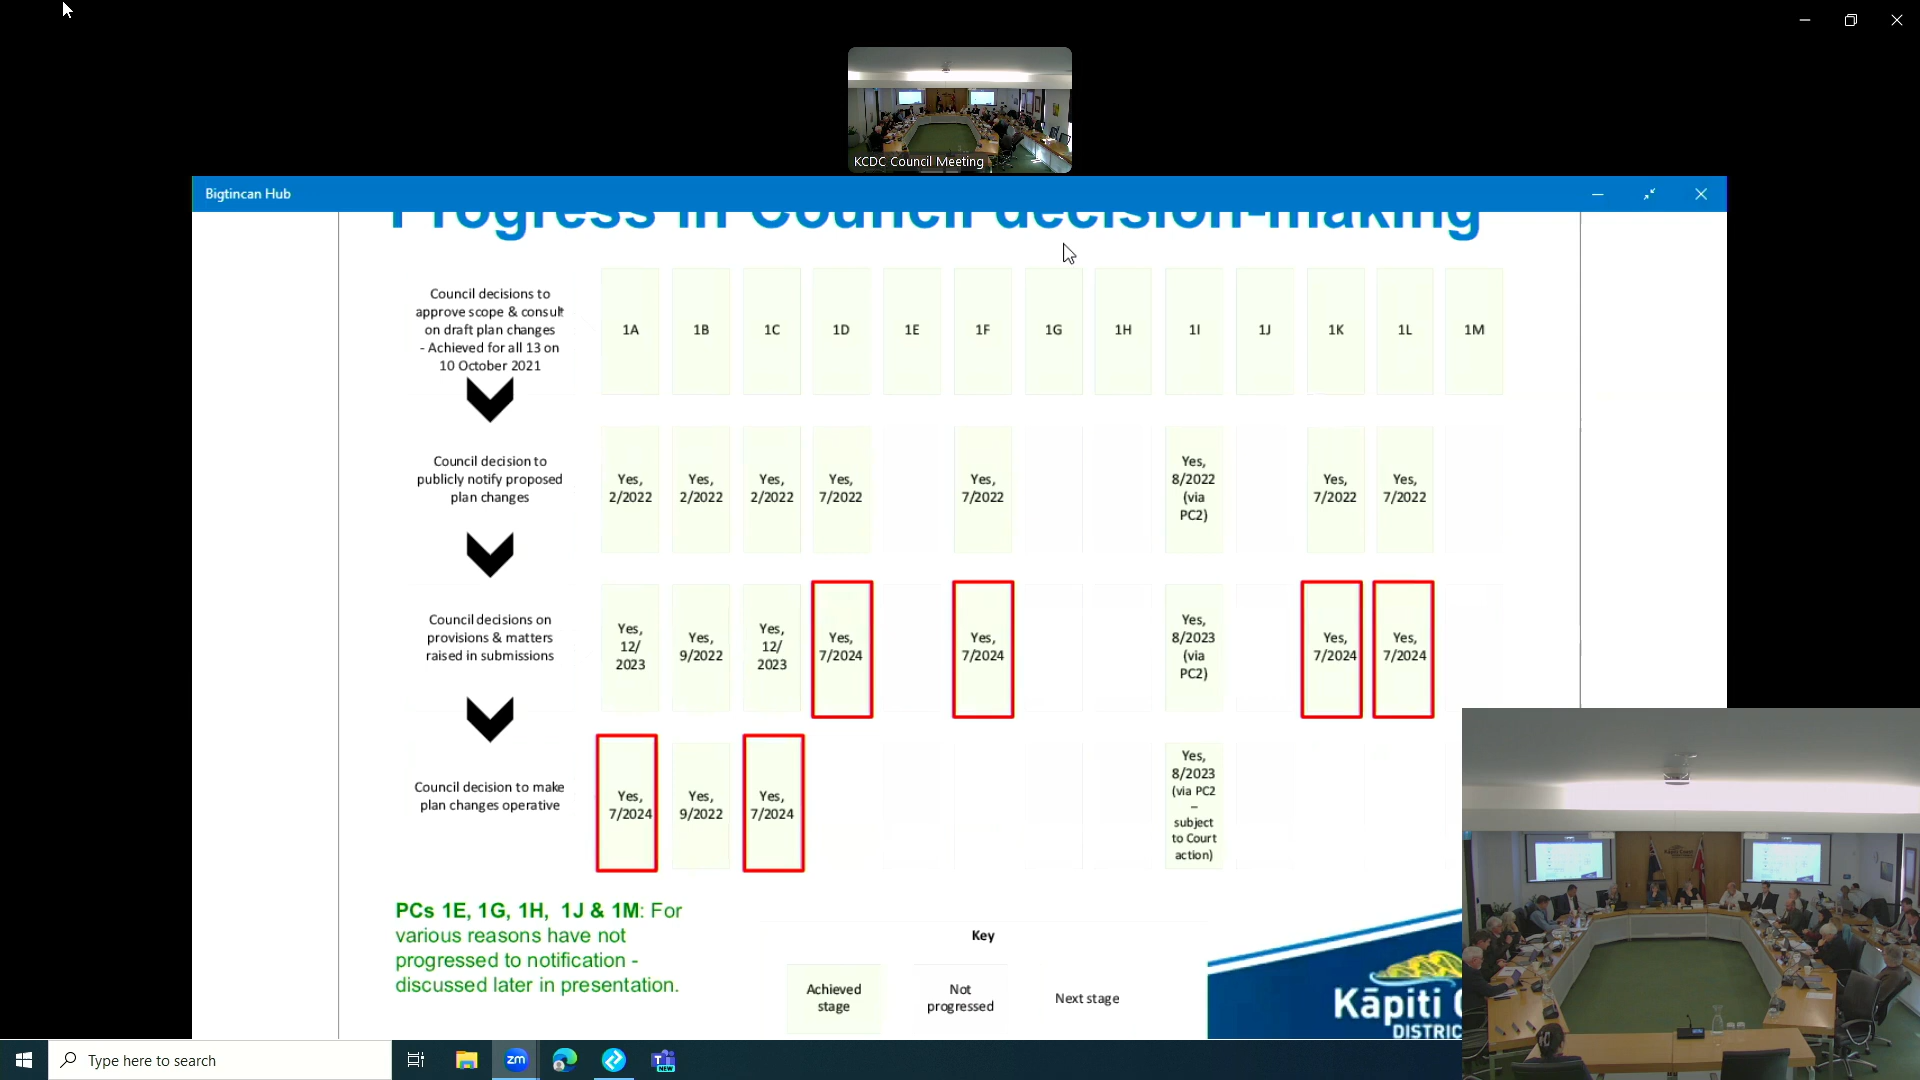 KCDC Council Meeting
Bigtincan Hub
Progress in Council decision-making
Council decisions to
approve scope & consult
on draft plan changes
- Achieved for all 13 on
10 October 2021
1A
1B
1C
1D
1E
1F
1G
1H
1I
1J
1K
1L
1M
Council decision to
publicly notify proposed
plan changes
Yes,
2/2022
Yes,
2/2022
Yes,
2/2022
Yes,
7/2022
Yes,
7/2022
Yes,
8/2022
(via
PC2)
Yes,
7/2022
Yes,
7/2022
Council decisions on
provisions & matters
raised in submissions
Yes,
12/
2023
Yes,
9/2022
Yes,
12/
2023
Yes,
7/2024
Yes,
7/2024
Yes,
8/2023
(via
PC2)
Yes,
7/2024
Yes,
7/2024
Council decision to make
plan changes operative
Yes,
7/2024
Yes,
9/2022
Yes,
7/2024
Yes,
8/2023
(via PC2
–
subject
to Court
action)
PCs 1E, 1G, 1H, 1J & 1M: For
various reasons have not
progressed to notification -
discussed later in presentation.
Key
Achieved
stage
Not
progressed
Next stage
Kāpiti C
DISTRIC
Type here to search
zm
T
NEW